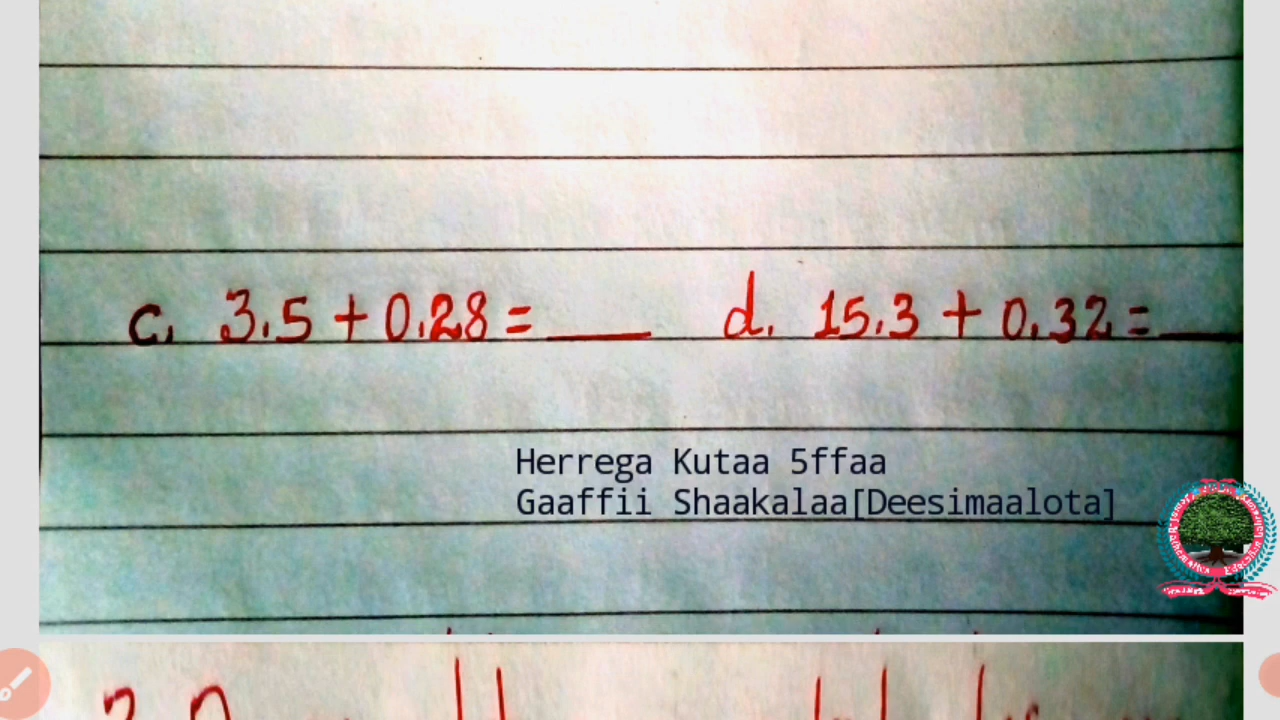 c. 3.5 + 0.28 = ___ d. 15.3 + 0.32 = ___
Herrega Kutaa 5ffaa
Gaaffii Shaakalaa[Deesimaalota]